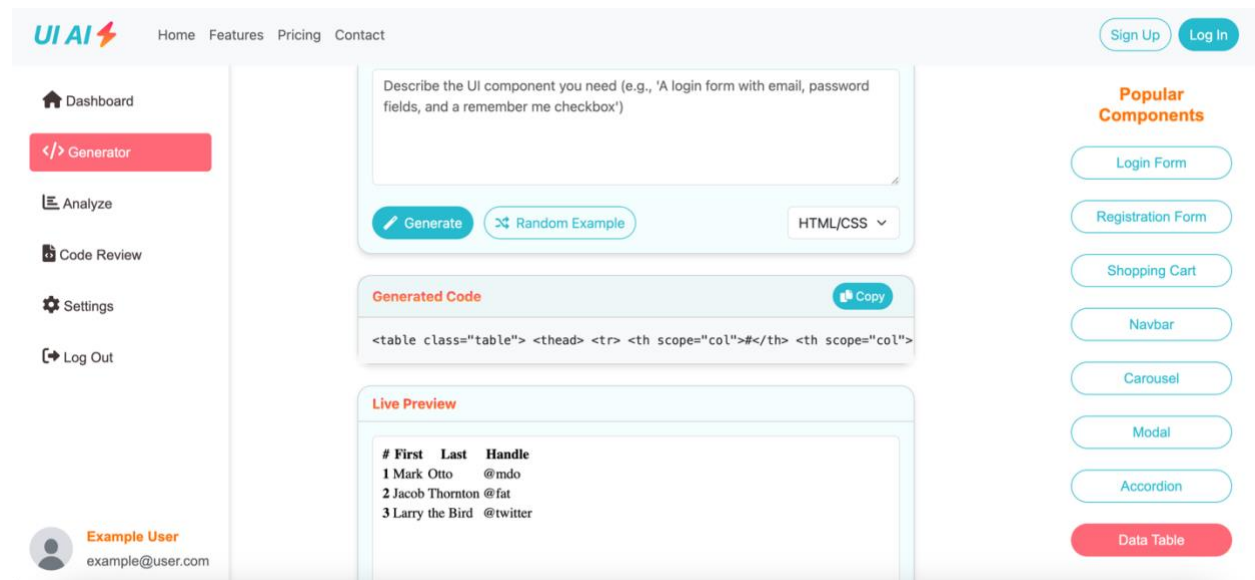 UI AI
Home Features Pricing Contact
Sign Up
Log In
Dashboard
</> Generator
Analyze
Code Review
Settings
Log Out
Example User
example@user.com
Describe the UI component you need (e.g., 'A login form with email, password
fields, and a remember me checkbox')
Generate
Random Example
HTML/CSS
Generated Code
Copy
<table class="table"> <thead> <tr> <th scope="col">#</th> <th scope="col">
Live Preview
# First Last Handle
1 Mark Otto @mdo
2 Jacob Thornton @fat
3 Larry the Bird @twitter
Popular
Components
Login Form
Registration Form
Shopping Cart
Navbar
Carousel
Modal
Accordion
Data Table